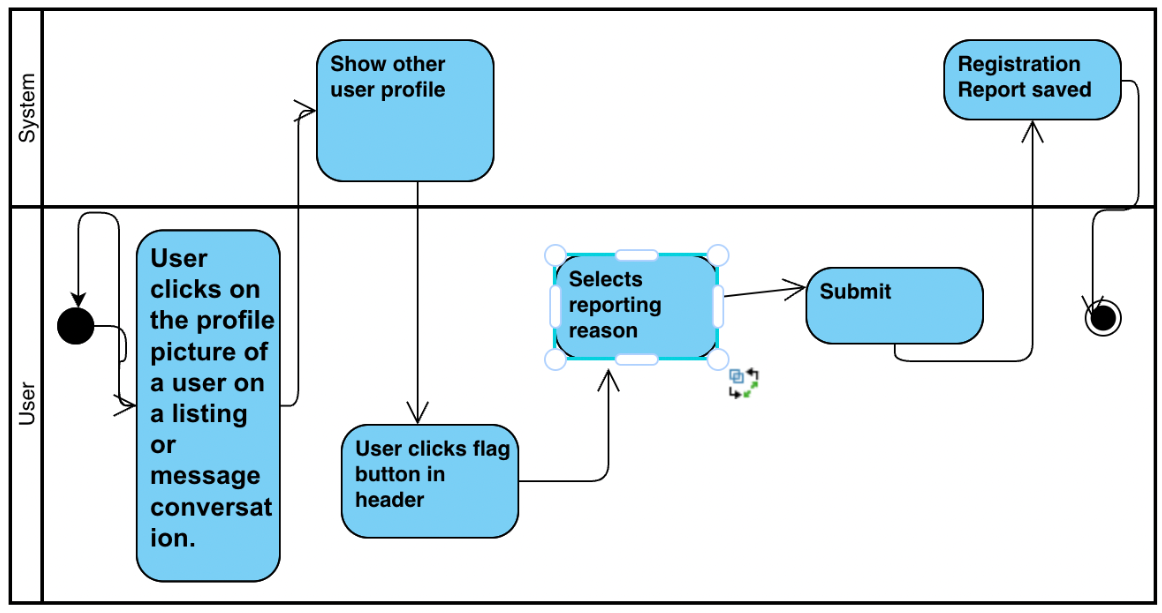 System
Show other
user profile
Registration
Report saved
User
User
clicks on
the profile
picture of
a user on
a listing
or
message
conversat
ion.
User clicks flag
button in
header
Selects
reporting
reason
Submit